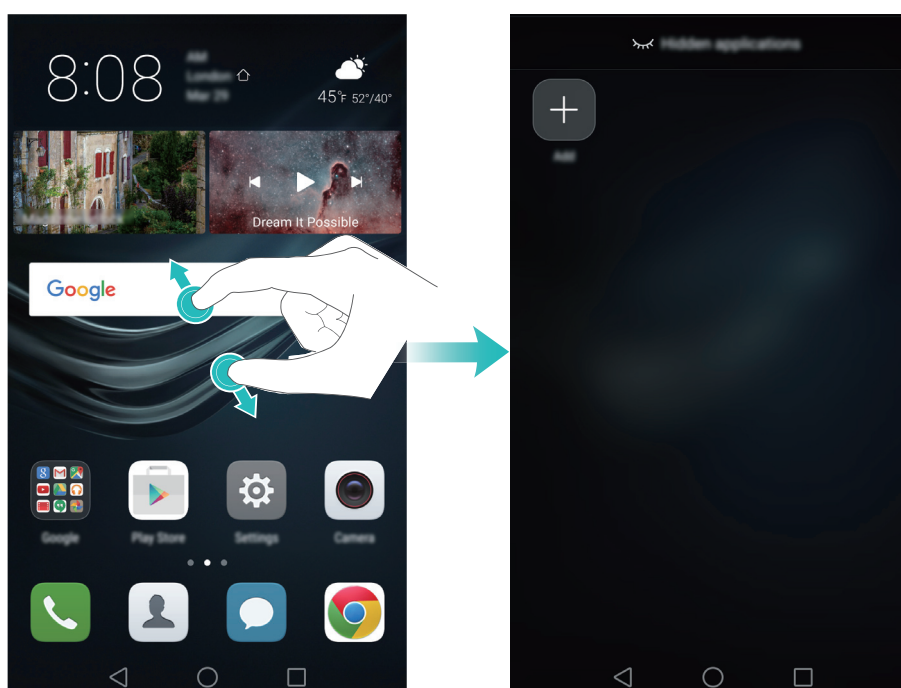 8:08
AM
London
Mar 29
45°F 52°/40°
Dream It Possible
Google
Google
Play Store
Settings
Camera
Hidden applications
Add